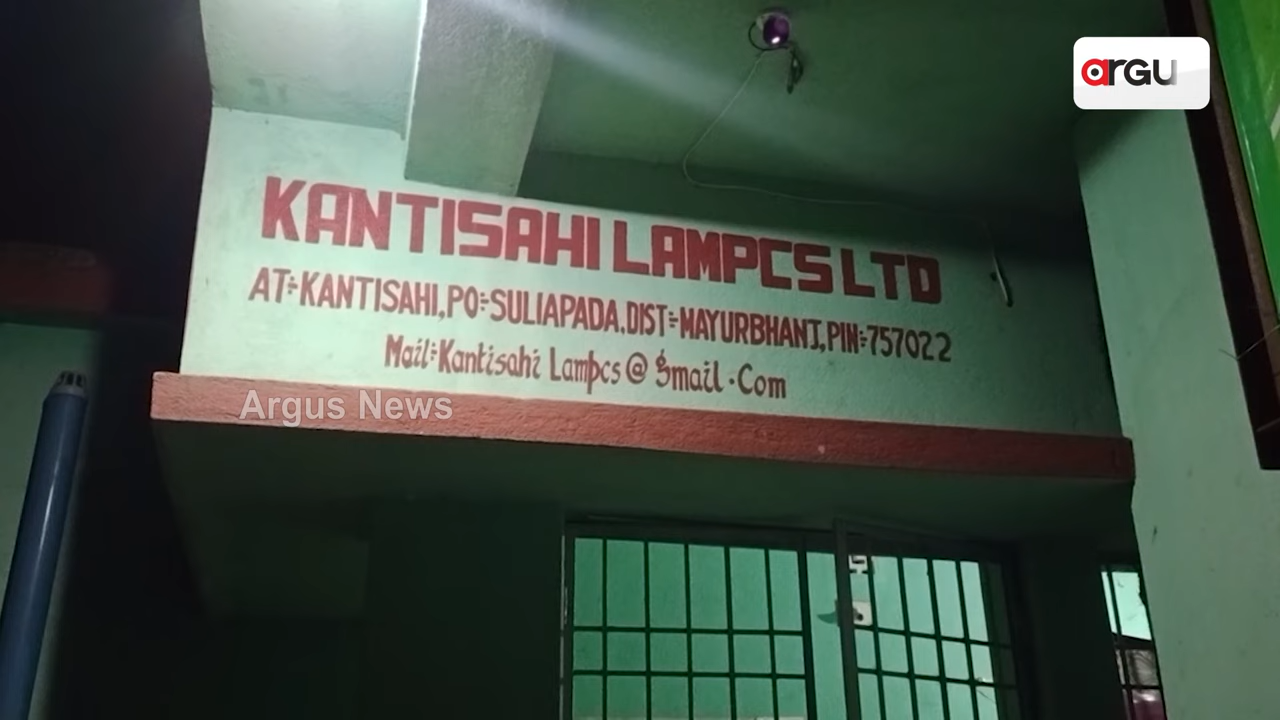 argu
KANTISAHI LAMPCS LTD
AT:-KANTISAHI,PO:-SULIAPADA,DIST:-MAYURBHANJ,PIN:-757022
Mail:-Kantisahi Lampcs@gmail.Com
Argus News